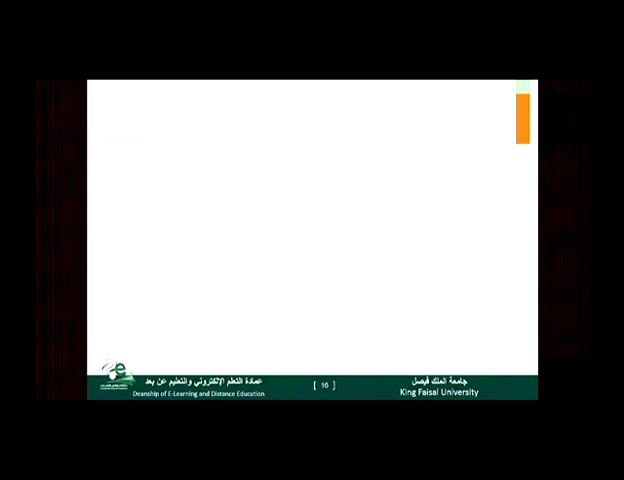 عمادة التعلم الإلكتروني والتعليم عن بعد
Deanship of E-Learning and Distance Education
[ 16 ]
جامعة الملك فيصل
King Faisal University